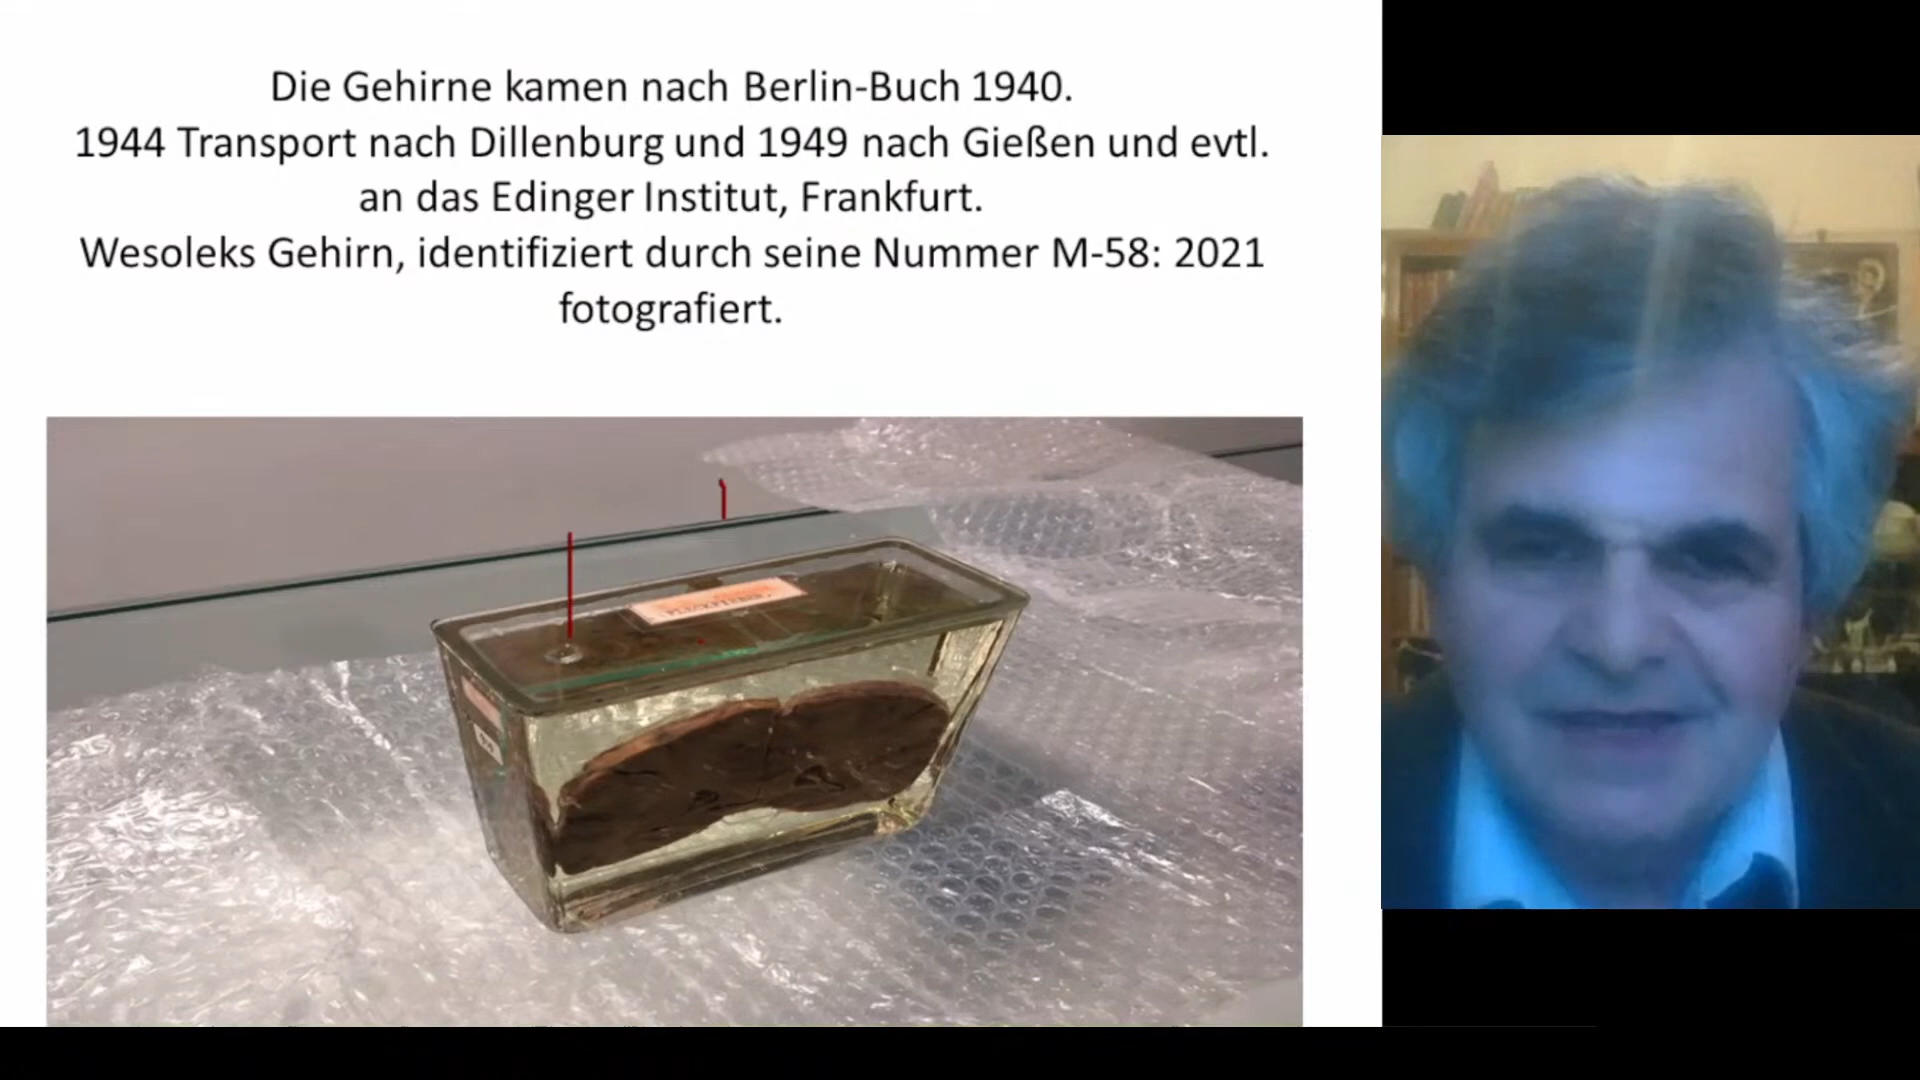 Die Gehirne kamen nach Berlin-Buch 1940.
1944 Transport nach Dillenburg und 1949 nach Gießen und evtl.
an das Edinger Institut, Frankfurt.
Wesoleks Gehirn, identifiziert durch seine Nummer M-58: 2021
fotografiert.